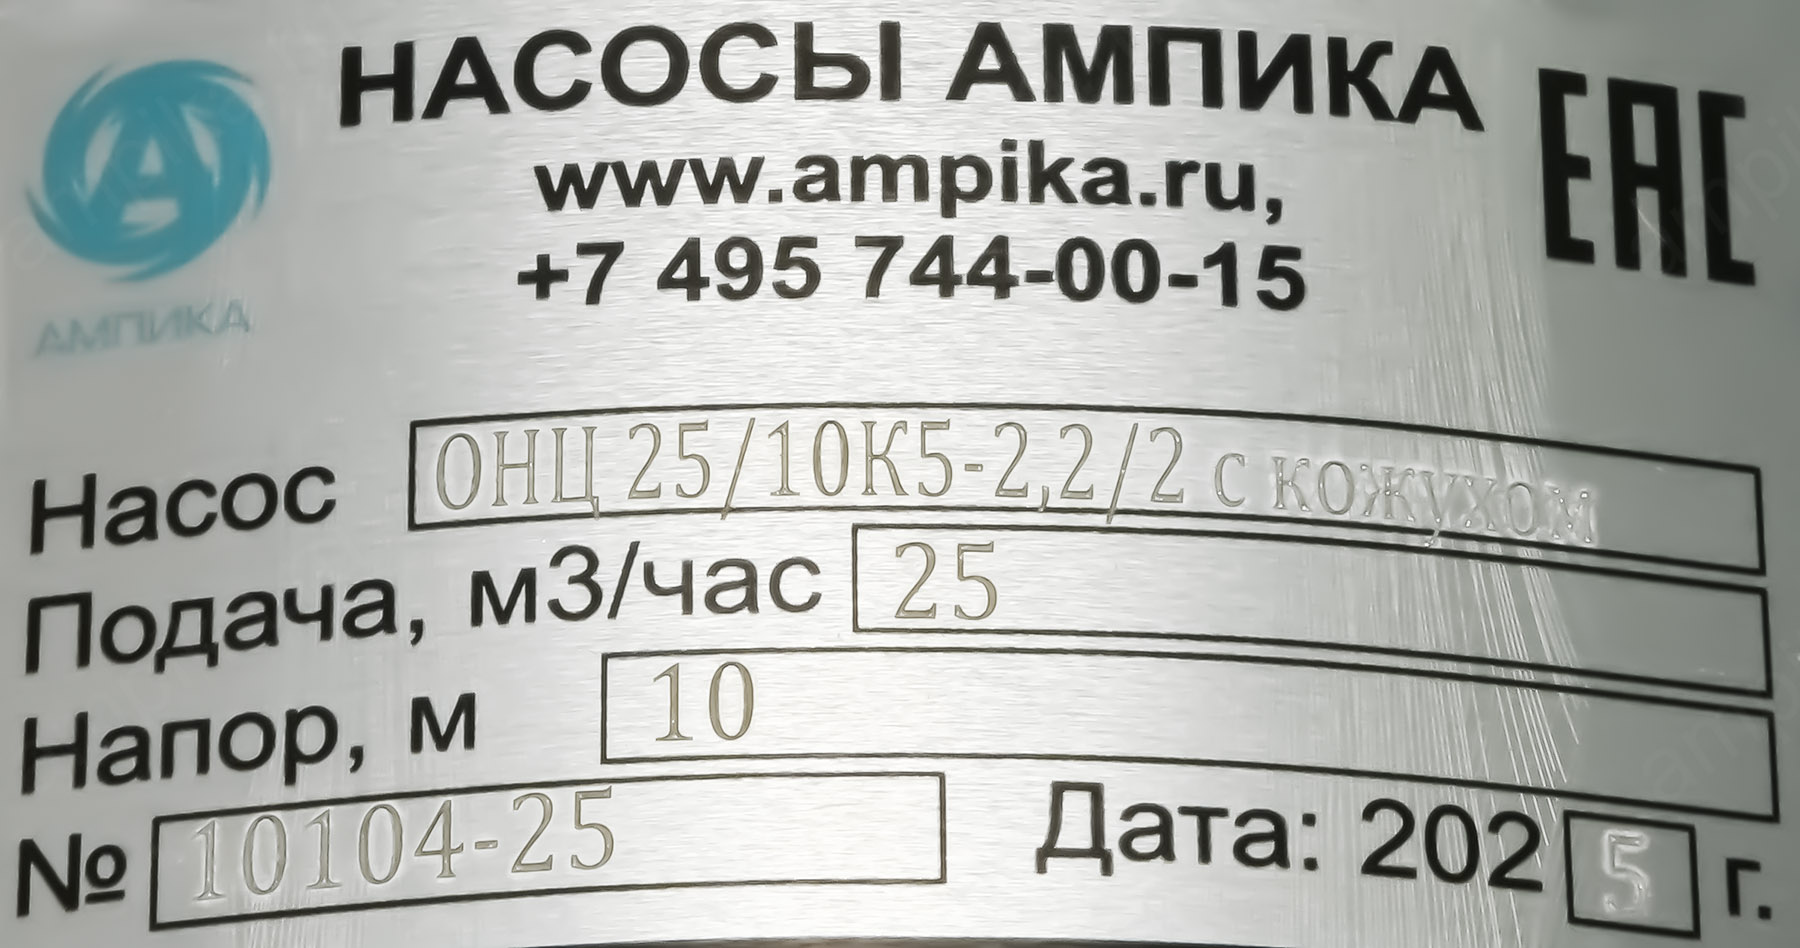 НАСОСЫ АМПИКА
ЕАС
www.ampika.ru,
+7 495 744-00-15
АМПИКА
Насос ОНЦ 25/10К5-2,2/2 с кожухом
Подача, м3/час 25
Напор, м 10
№ 10104-25 Дата: 2025 г.